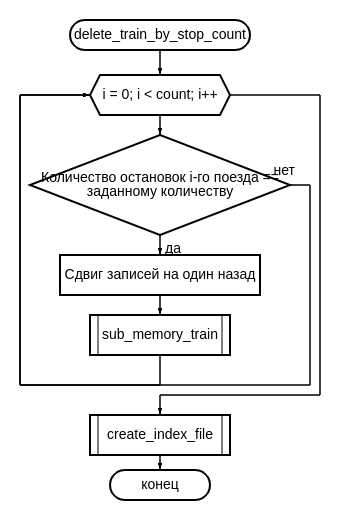 delete_train_by_stop_count
i = 0; i < count; i++
Количество остановок i-го поезда ==
заданному количеству
нет
да
Сдвиг записей на один назад
sub_memory_train
create_index_file
конец